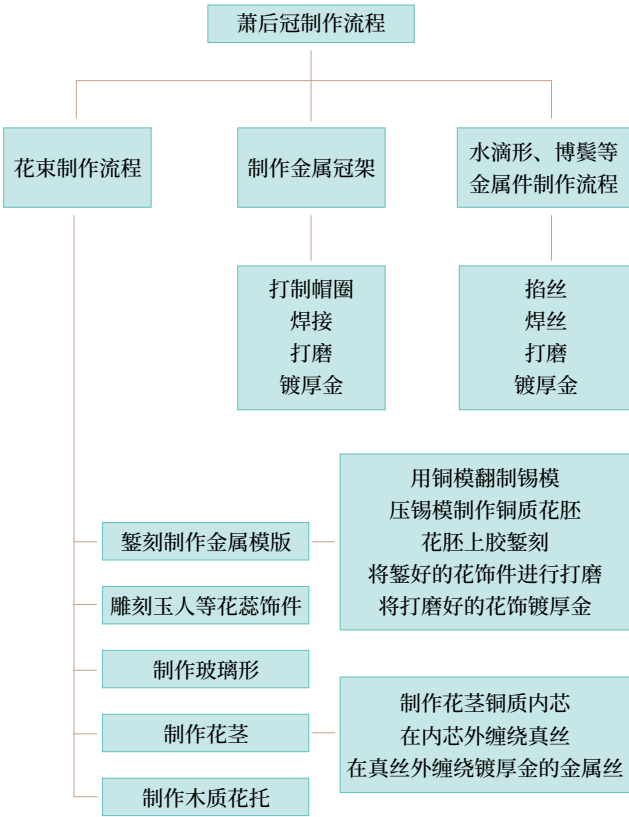 萧后冠制作流程
花束制作流程
制作金属冠架
水滴形、博鬓等
金属件制作流程
打制帽圈
焊接
打磨
镀厚金
掐丝
焊丝
打磨
镀厚金
錾刻制作金属模版
用铜模翻制锡模
压锡模制作铜质花胚
花胚上胶錾刻
将錾好的花饰件进行打磨
将打磨好的花饰镀厚金
雕刻玉人等花蕊饰件
制作玻璃形
制作花茎
制作花茎铜质内芯
在内芯外缠绕真丝
在真丝外缠绕镀厚金的金属丝
制作木质花托